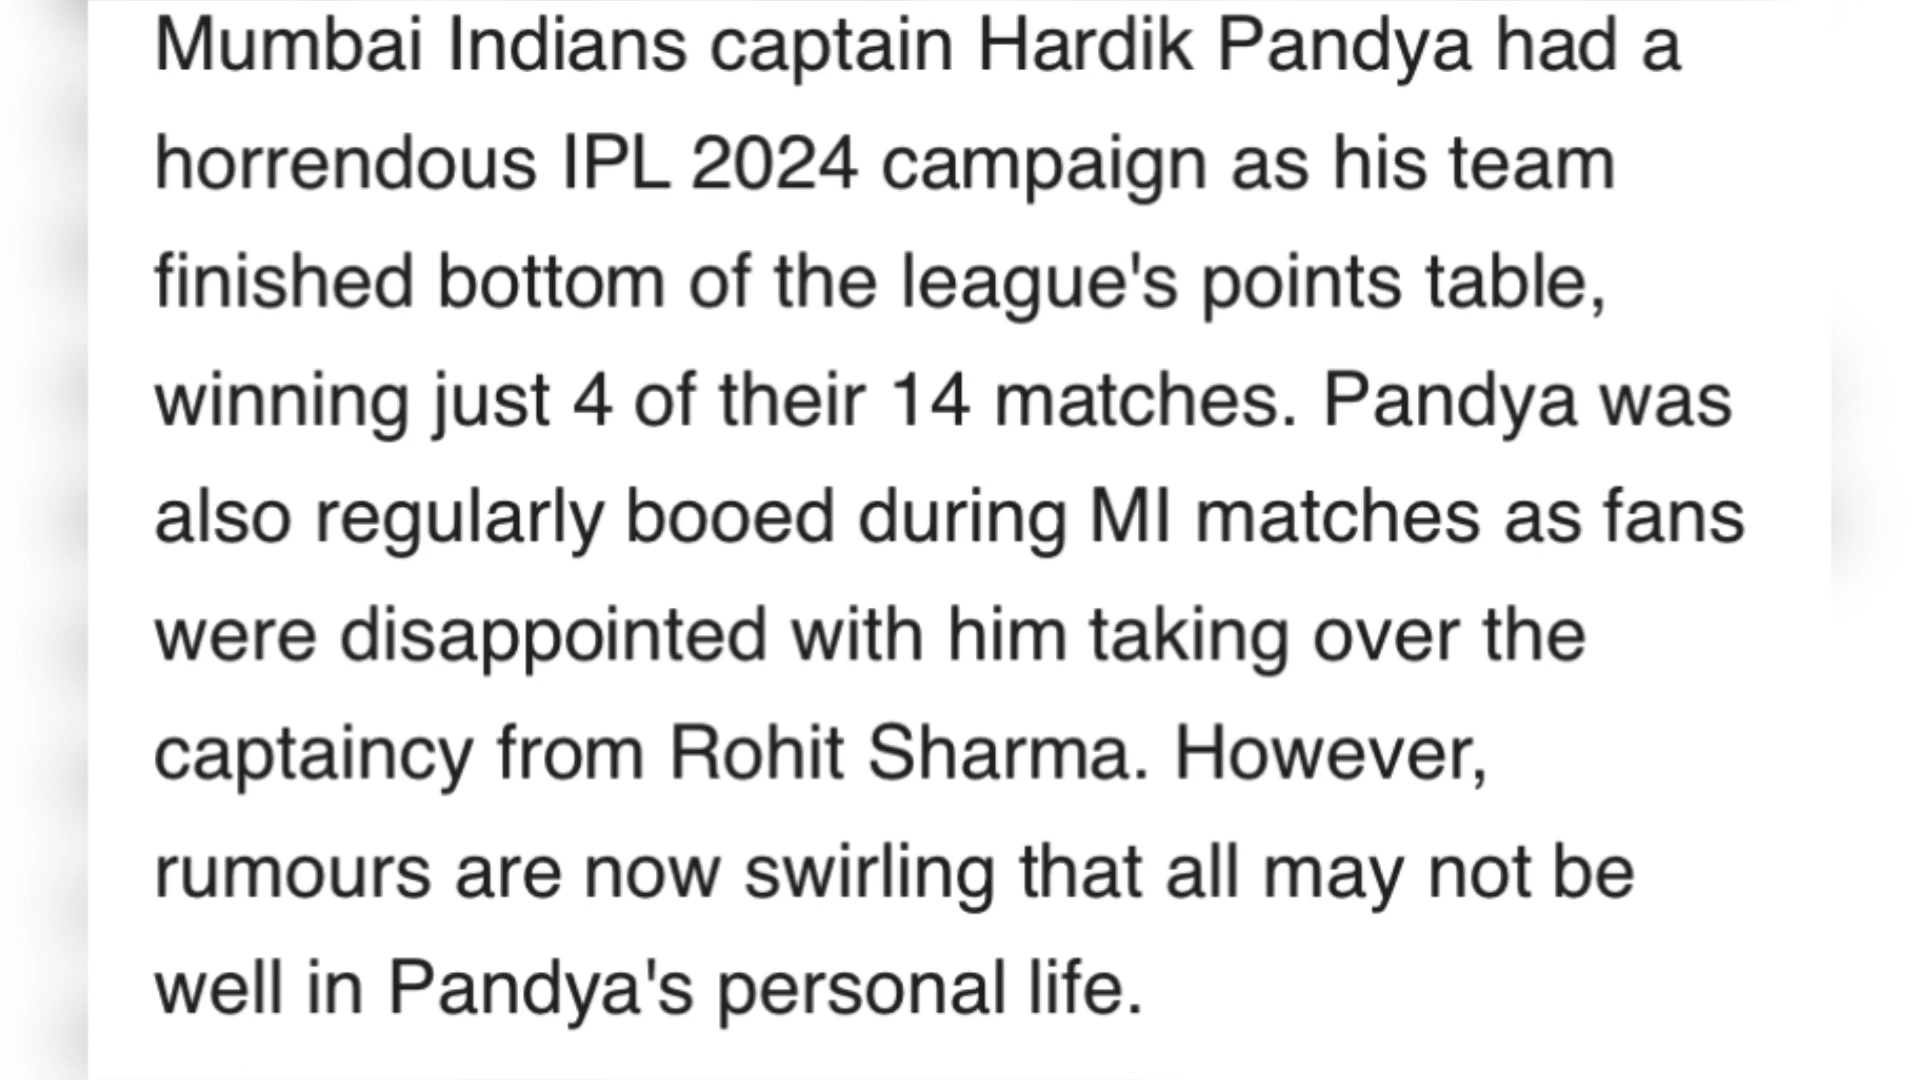 Mumbai Indians captain Hardik Pandya had a
horrendous IPL 2024 campaign as his team
finished bottom of the league's points table,
winning just 4 of their 14 matches. Pandya was
also regularly booed during MI matches as fans
were disappointed with him taking over the
captaincy from Rohit Sharma. However,
rumours are now swirling that all may not be
well in Pandya's personal life.